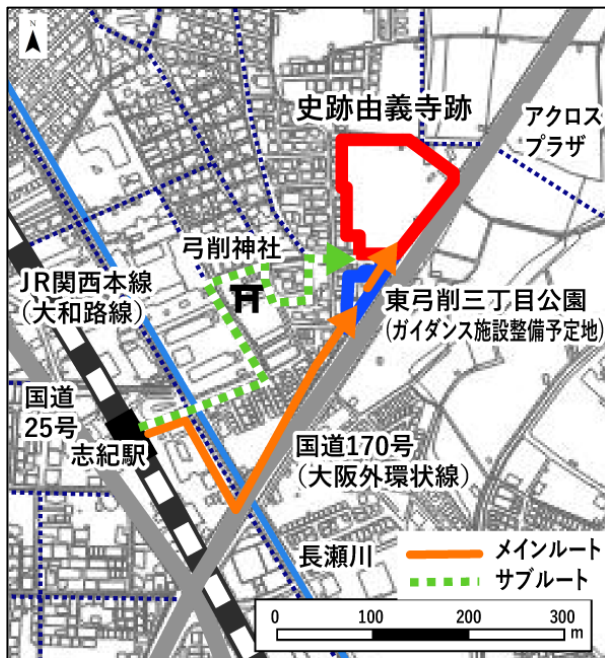 N
史跡由義寺跡
アクロス
プラザ
弓削神社
JR関西本線
(大和路線)
東弓削三丁目公園
(ガイダンス施設整備予定地)
国道
25号
志紀駅
国道170号
(大阪外環状線)
長瀬川
メインルート
サブルート
0 100 200 300
m m m m